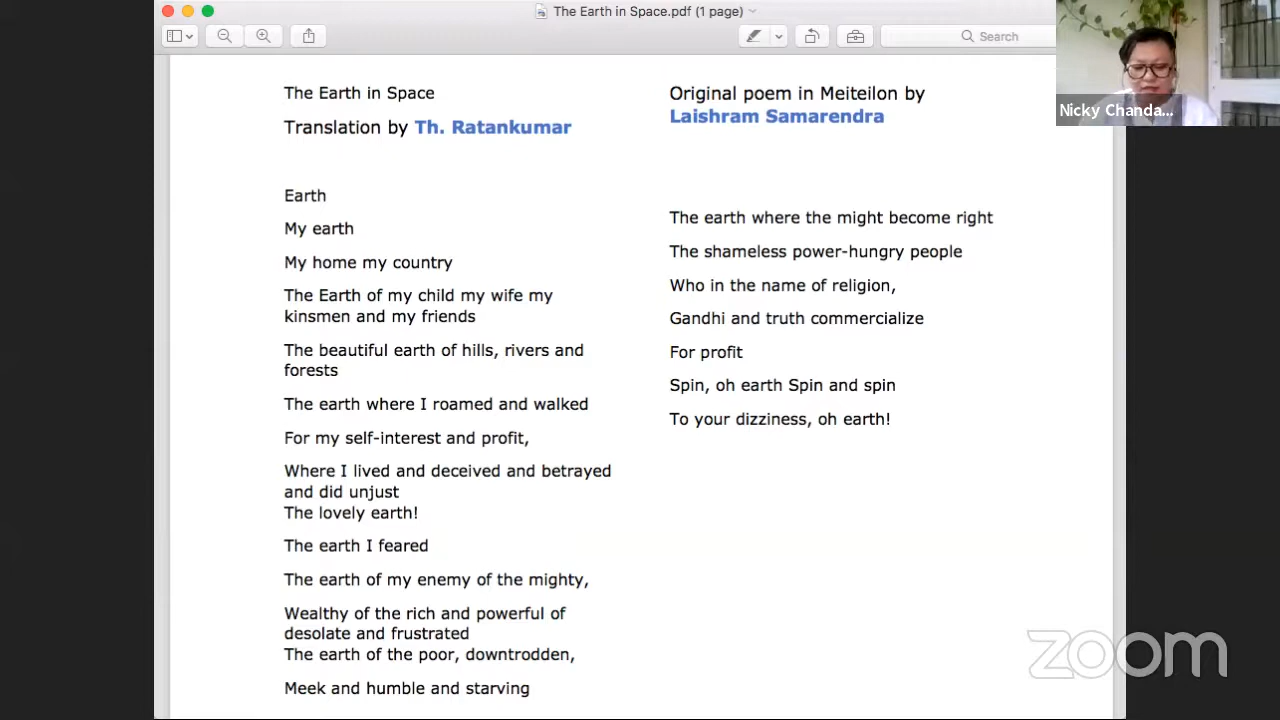 The Earth in Space.pdf (1 page)
Search
Nicky Chanda...
The Earth in Space
Translation by Th. Ratankumar
Earth
My earth
My home my country
The Earth of my child my wife my
kinsmen and my friends
The beautiful earth of hills, rivers and
forests
The earth where I roamed and walked
For my self-interest and profit,
Where I lived and deceived and betrayed
and did unjust
The lovely earth!
The earth I feared
The earth of my enemy of the mighty,
Wealthy of the rich and powerful of
desolate and frustrated
The earth of the poor, downtrodden,
Meek and humble and starving
Original poem in Meiteilon by
Laishram Samarendra
The earth where the might become right
The shameless power-hungry people
Who in the name of religion,
Gandhi and truth commercialize
For profit
Spin, oh earth Spin and spin
To your dizziness, oh earth!
zoom